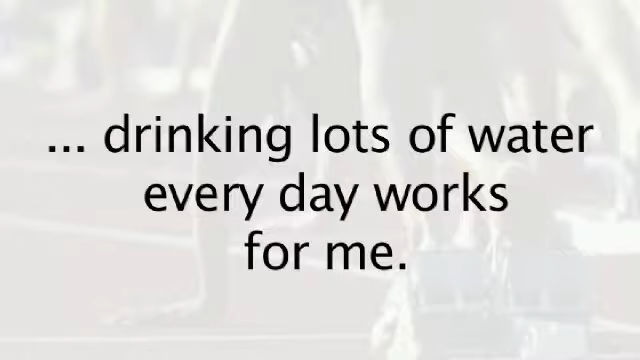 ... drinking lots of water
every day works
for me.